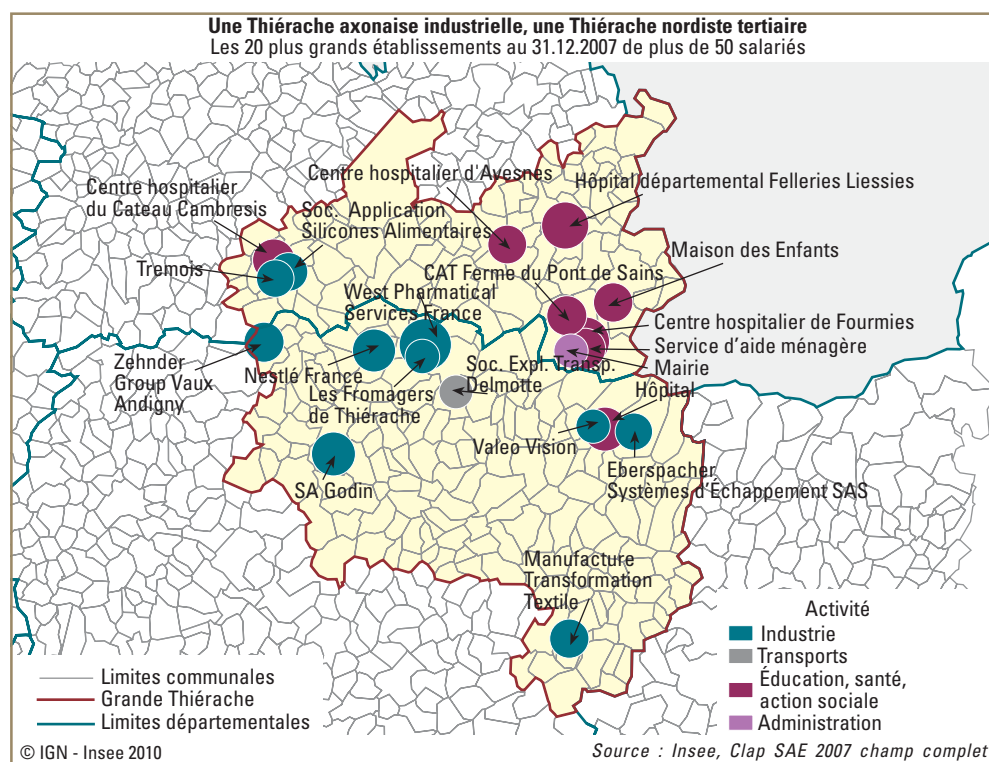 Une Thiérache axonaise industrielle, une Thiérache nordiste tertiaire
Les 20 plus grands établissements au 31.12.2007 de plus de 50 salariés
Centre hospitalier d'Avesnes
Hôpital départemental Felleries Liessies
Centre hospitalier
du Cateau Cambresis
Soc. Application
Silicones Alimentaires
Tremois
Maison des Enfants
CAT Ferme du Pont de Sains
West Pharmatical
Services France
Centre hospitalier de Fourmies
Service d'aide ménagère
Mairie
Zehnder
Group Vaux
Andigny
Nestlé France
Les Fromagers
de Thiérache
Soc. Expl. Transp.
Delmotte
Hôpital
Valeo Vision
Eberspacher
Systèmes d'Échappement SAS
SA Godin
Manufacture
Transformation
Textile
Activité
Industrie
Transports
Éducation, santé,
action sociale
Administration
Limites communales
Grande Thiérache
Limites départementales
© IGN - Insee 2010
Source : Insee, Clap SAE 2007 champ complet